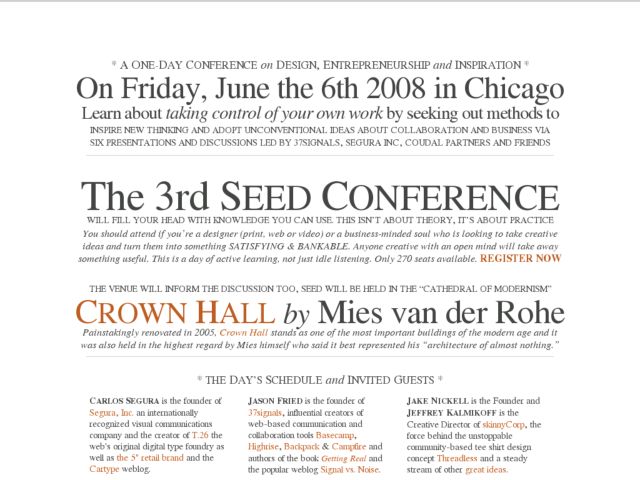 * A ONE-DAY CONFERENCE on DESIGN, ENTREPRENEURSHIP and INSPIRATION *
On Friday, June the 6th 2008 in Chicago
Learn about taking control of your own work by seeking out methods to
INSPIRE NEW THINKING AND ADOPT UNCONVENTIONAL IDEAS ABOUT COLLABORATION AND BUSINESS VIA
SIX PRESENTATIONS AND DISCUSSIONS LED BY 37SIGNALS, SEGURA INC, COUDAL PARTNERS AND FRIENDS
The 3rd SEED CONFERENCE
WILL FILL YOUR HEAD WITH KNOWLEDGE YOU CAN USE. THIS ISN'T ABOUT THEORY, IT'S ABOUT PRACTICE
You should attend if you're a designer (print, web or video) or a business-minded soul who is looking to take creative
ideas and turn them into something SATISFYING & BANKABLE. Anyone creative with an open mind will take away
something useful. This is a day of active learning, not just idle listening. Only 270 seats available. REGISTER NOW
THE VENUE WILL INFORM THE DISCUSSION TOO, SEED WILL BE HELD IN THE "CATHEDRAL OF MODERNISM"
CROWN HALL by Mies van der Rohe
Painstakingly renovated in 2005, Crown Hall stands as one of the most important buildings of the modern age and it
was also held in the highest regard by Mies himself who said it best represented his "architecture of almost nothing."
* THE DAY'S SCHEDULE and INVITED GUESTS *
CARLOS SEGURA is the founder of
Segura, Inc. an internationally
recognized visual communications
company and the creator of T.26 the
web's original digital type foundry as
well as the 5" retail brand and the
Cartype weblog.
JASON FRIED is the founder of
37signals, influential creators of
web-based communication and
collaboration tools Basecamp,
Highrise, Backpack & Campfire and
authors of the book Getting Real and
the popular weblog Signal vs. Noise.
JAKE NICKELL is the Founder and
JEFFREY KALMIKOFF is the
Creative Director of skinnyCorp, the
force behind the unstoppable
community-based tee shirt design
concept Threadless and a steady
stream of other great ideas.